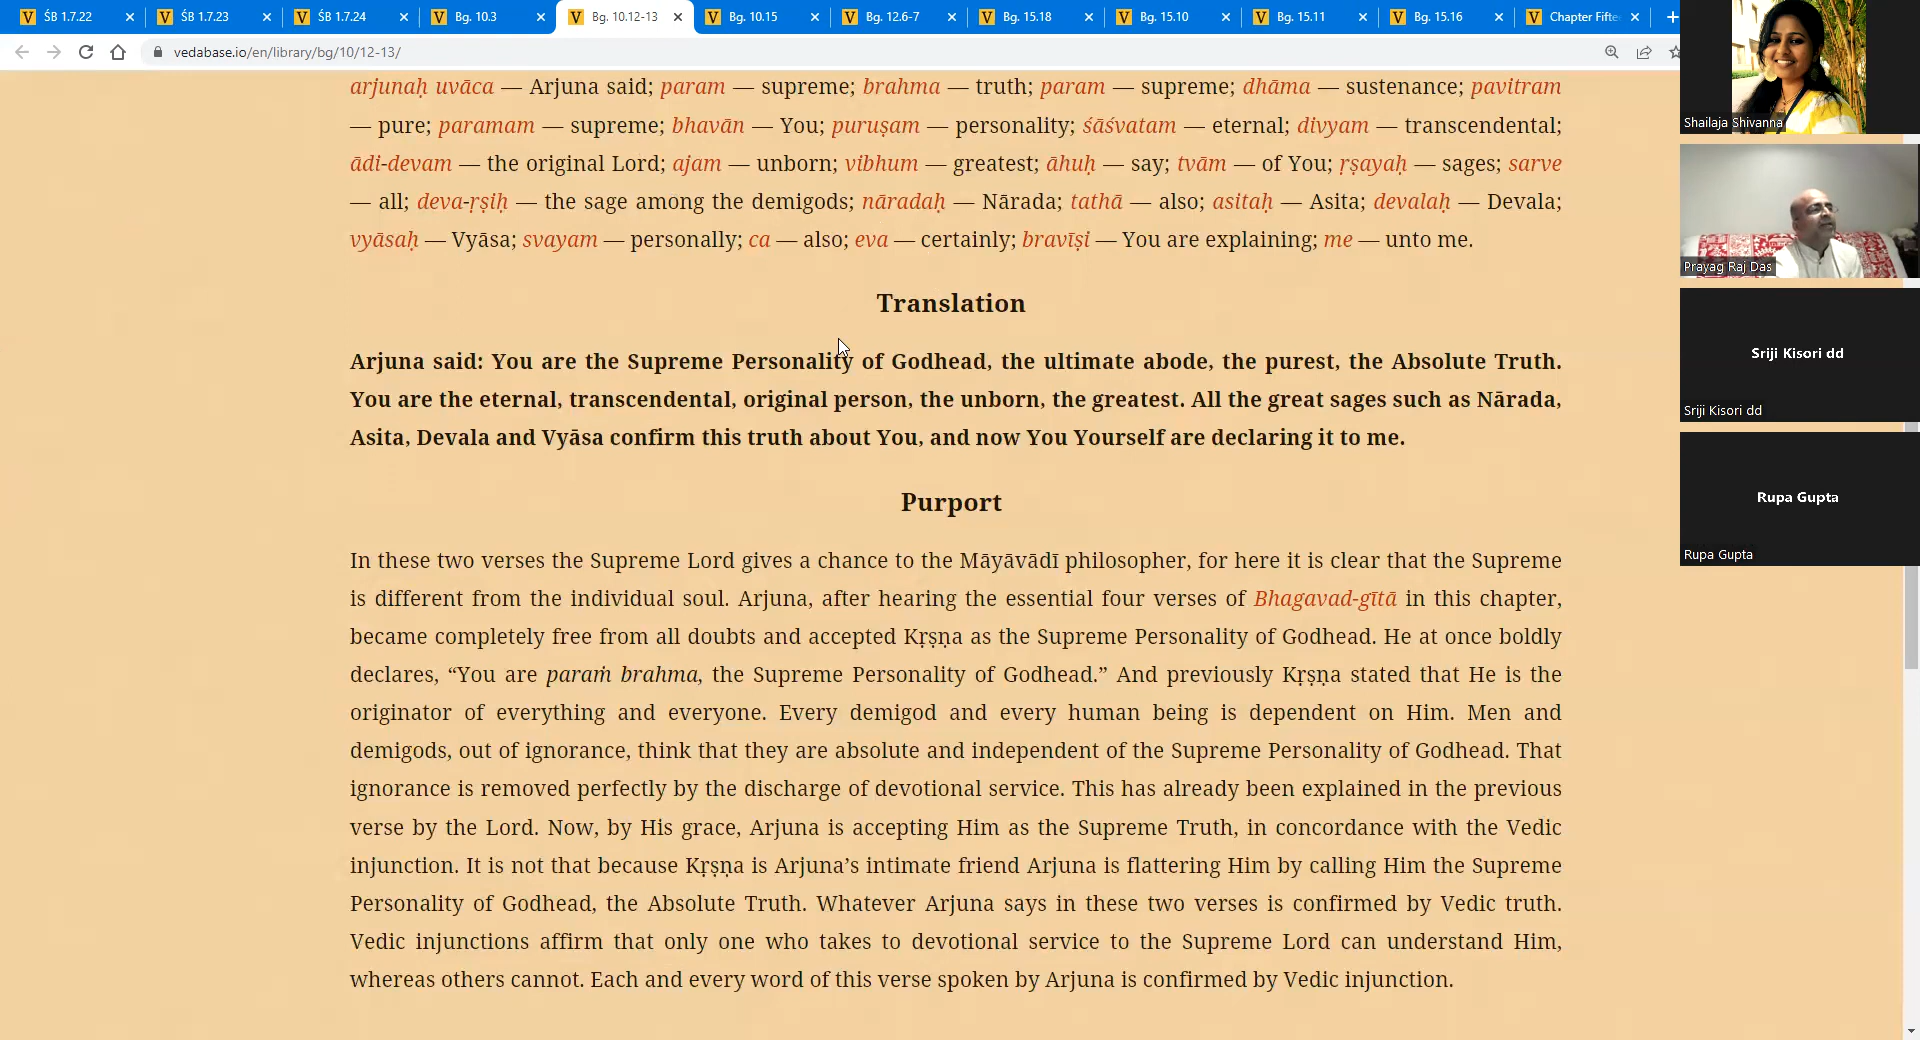 ŚB 1.7.22 ŚB 1.7.23 ŚB 1.7.24 Bg. 10.3 Bg. 10.12-13 Bg. 10.15 Bg. 12.6-7 Bg. 15.18 Bg. 15.10 Bg. 15.11 Bg. 15.16 Chapter Fifte
vedabase.io/en/library/bg/10/12-13/
arjunaḥ uvāca — Arjuna said; param — supreme; brahma — truth; param — supreme; dhāma — sustenance; pavitram
— pure; paramam — supreme; bhavān — You; puruṣam — personality; śāśvatam — eternal; divyam — transcendental;
ādi-devam — the original Lord; ajam — unborn; vibhum — greatest; āhuḥ — say; tvām — of You; ṛṣayaḥ — sages; sarve
— all; deva-ṛṣiḥ — the sage among the demigods; nāradaḥ — Nārada; tathā — also; asitaḥ — Asita; devalaḥ — Devala;
vyāsaḥ — Vyāsa; svayam — personally; ca — also; eva — certainly; bravīṣi — You are explaining; me — unto me.
Translation
Arjuna said: You are the Supreme Personality of Godhead, the ultimate abode, the purest, the Absolute Truth.
You are the eternal, transcendental, original person, the unborn, the greatest. All the great sages such as Nārada,
Asita, Devala and Vyāsa confirm this truth about You, and now You Yourself are declaring it to me.
Purport
In these two verses the Supreme Lord gives a chance to the Māyāvādī philosopher, for here it is clear that the Supreme
is different from the individual soul. Arjuna, after hearing the essential four verses of Bhagavad-gītā in this chapter,
became completely free from all doubts and accepted Kṛṣṇa as the Supreme Personality of Godhead. He at once boldly
declares, “You are paraṁ brahma, the Supreme Personality of Godhead.” And previously Kṛṣṇa stated that He is the
originator of everything and everyone. Every demigod and every human being is dependent on Him. Men and
demigods, out of ignorance, think that they are absolute and independent of the Supreme Personality of Godhead. That
ignorance is removed perfectly by the discharge of devotional service. This has already been explained in the previous
verse by the Lord. Now, by His grace, Arjuna is accepting Him as the Supreme Truth, in concordance with the Vedic
injunction. It is not that because Kṛṣṇa is Arjuna’s intimate friend Arjuna is flattering Him by calling Him the Supreme
Personality of Godhead, the Absolute Truth. Whatever Arjuna says in these two verses is confirmed by Vedic truth.
Vedic injunctions affirm that only one who takes to devotional service to the Supreme Lord can understand Him,
whereas others cannot. Each and every word of this verse spoken by Arjuna is confirmed by Vedic injunction.
Shailaja Shivanna
Prayag Raj Das
Sriji Kisori dd
Sriji Kisori dd
Rupa Gupta
Rupa Gupta